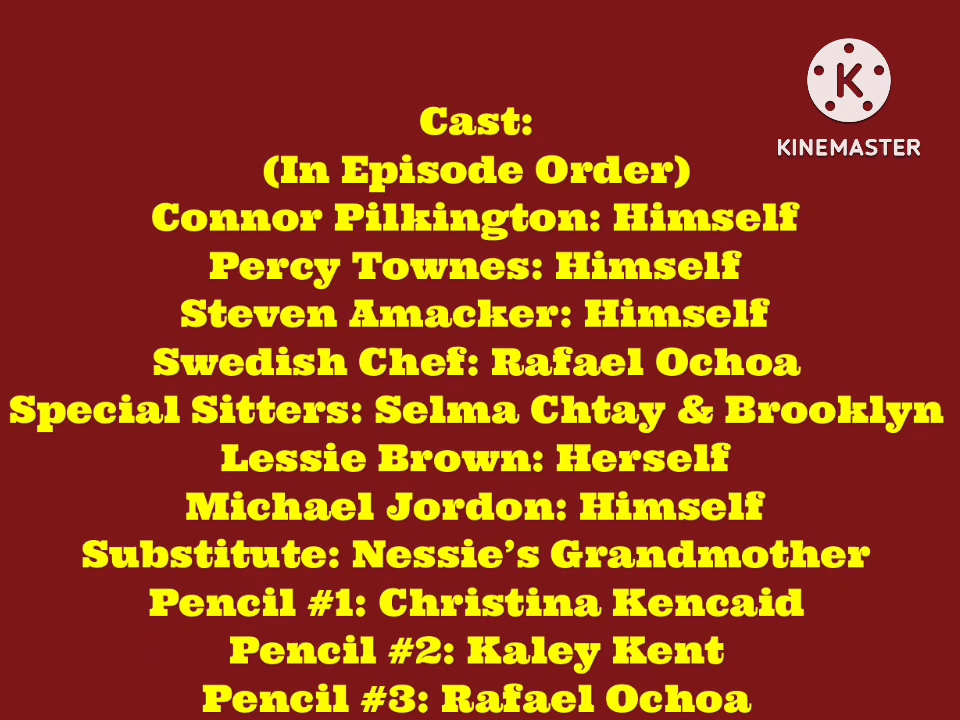 K
KINEMASTER
Cast:
(In Episode Order)
Connor Pilkington: Himself
Percy Townes: Himself
Steven Amacker: Himself
Swedish Chef: Rafael Ochoa
Special Sitters: Selma Chtay & Brooklyn
Lessie Brown: Herself
Michael Jordon: Himself
Substitute: Nessie’s Grandmother
Pencil #1: Christina Kencaid
Pencil #2: Kaley Kent
Pencil #3: Rafael Ochoa